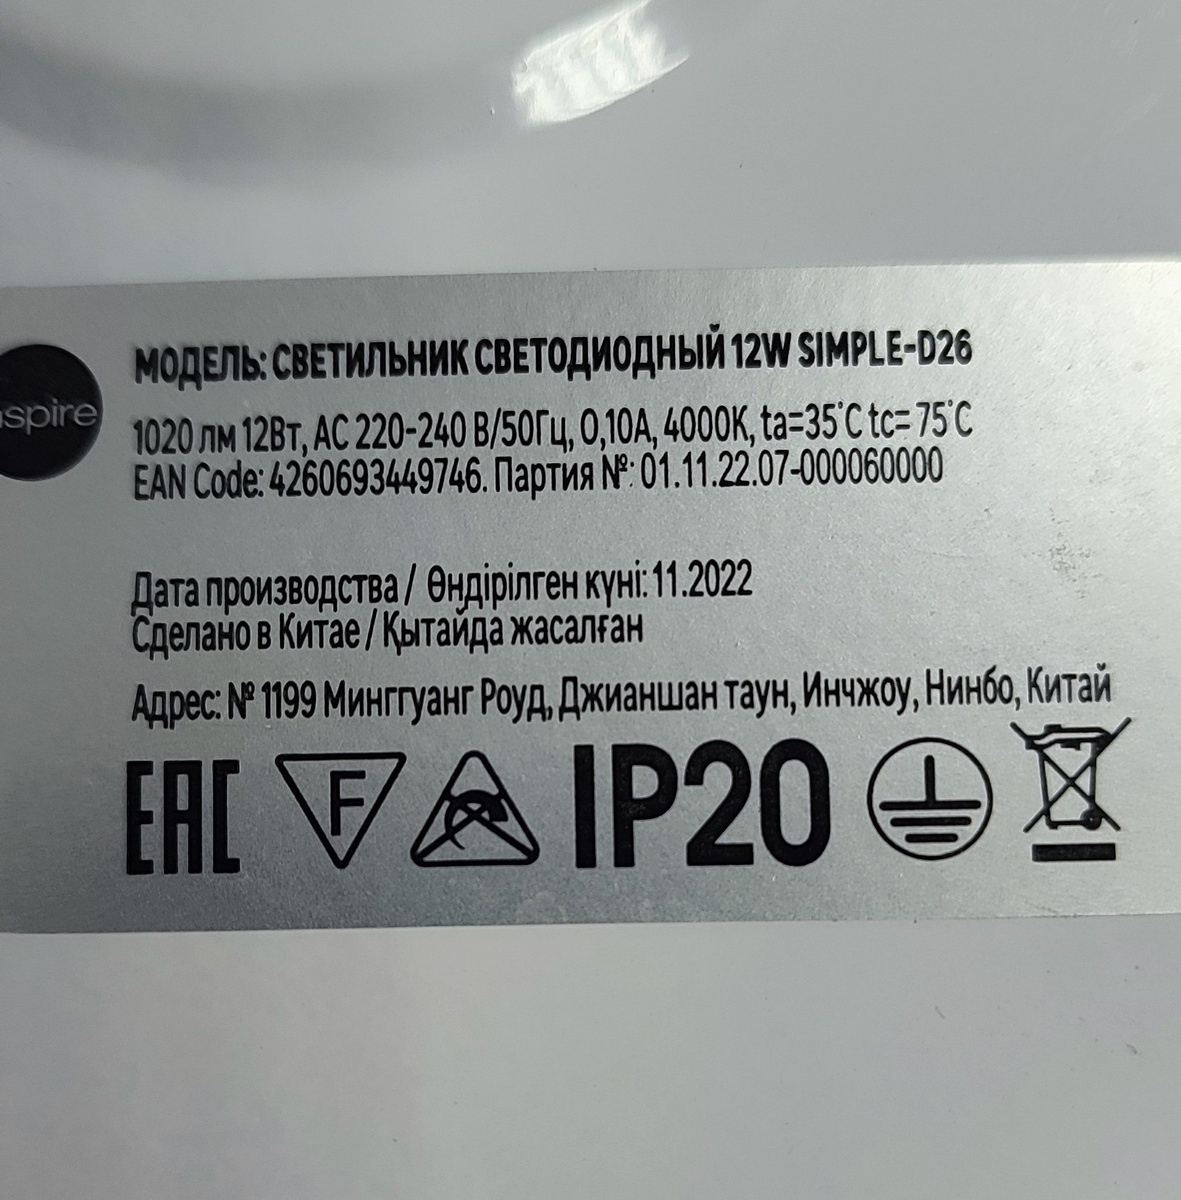 МОДЕЛЬ: СВЕТИЛЬНИК СВЕТОДИОДНЫЙ 12W SIMPLE-D26
spire
1020 лм 12Вт, AC 220-240 В/50Гц, 0,10А, 4000К, ta=35°C tc= 75°C
EAN Code: 4260693449746. Партия №: 01.11.22.07-000060000
Дата производства / Өндірілген күні: 11.2022
Сделано в Китае / Қытайда жасалған
Адрес: № 1199 Минггуанг Роуд, Джианшан таун, Инчжоу, Нинбо, Китай
EAC F IP20